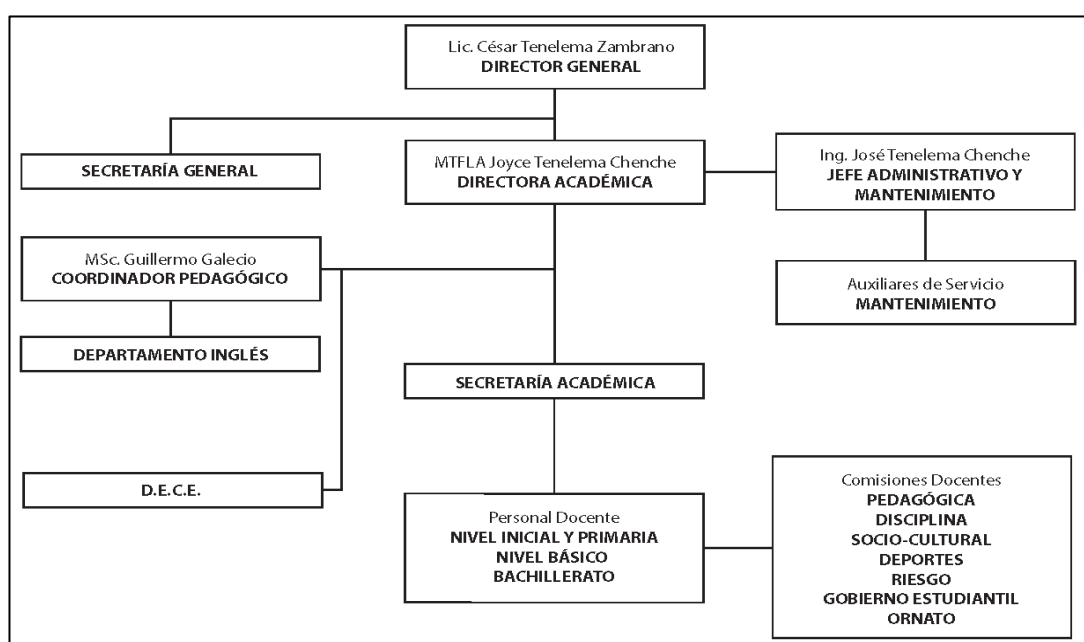 Lic. César Tenelema Zambrano
DIRECTOR GENERAL
SECRETARÍA GENERAL
MTFLA Joyce Tenelema Chenche
DIRECTORA ACADÉMICA
Ing. José Tenelema Chenche
JEFE ADMINISTRATIVO Y
MANTENIMIENTO
MSc. Guillermo Galecio
COORDINADOR PEDAGÓGICO
Auxiliares de Servicio
MANTENIMIENTO
DEPARTAMENTO INGLÉS
SECRETARÍA ACADÉMICA
D.E.C.E.
Personal Docente
NIVEL INICIAL Y PRIMARIA
NIVEL BÁSICO
BACHILLERATO
Comisiones Docentes
PEDAGÓGICA
DISCIPLINA
SOCIO-CULTURAL
DEPORTES
RIESGO
GOBIERNO ESTUDIANTIL
ORNATO